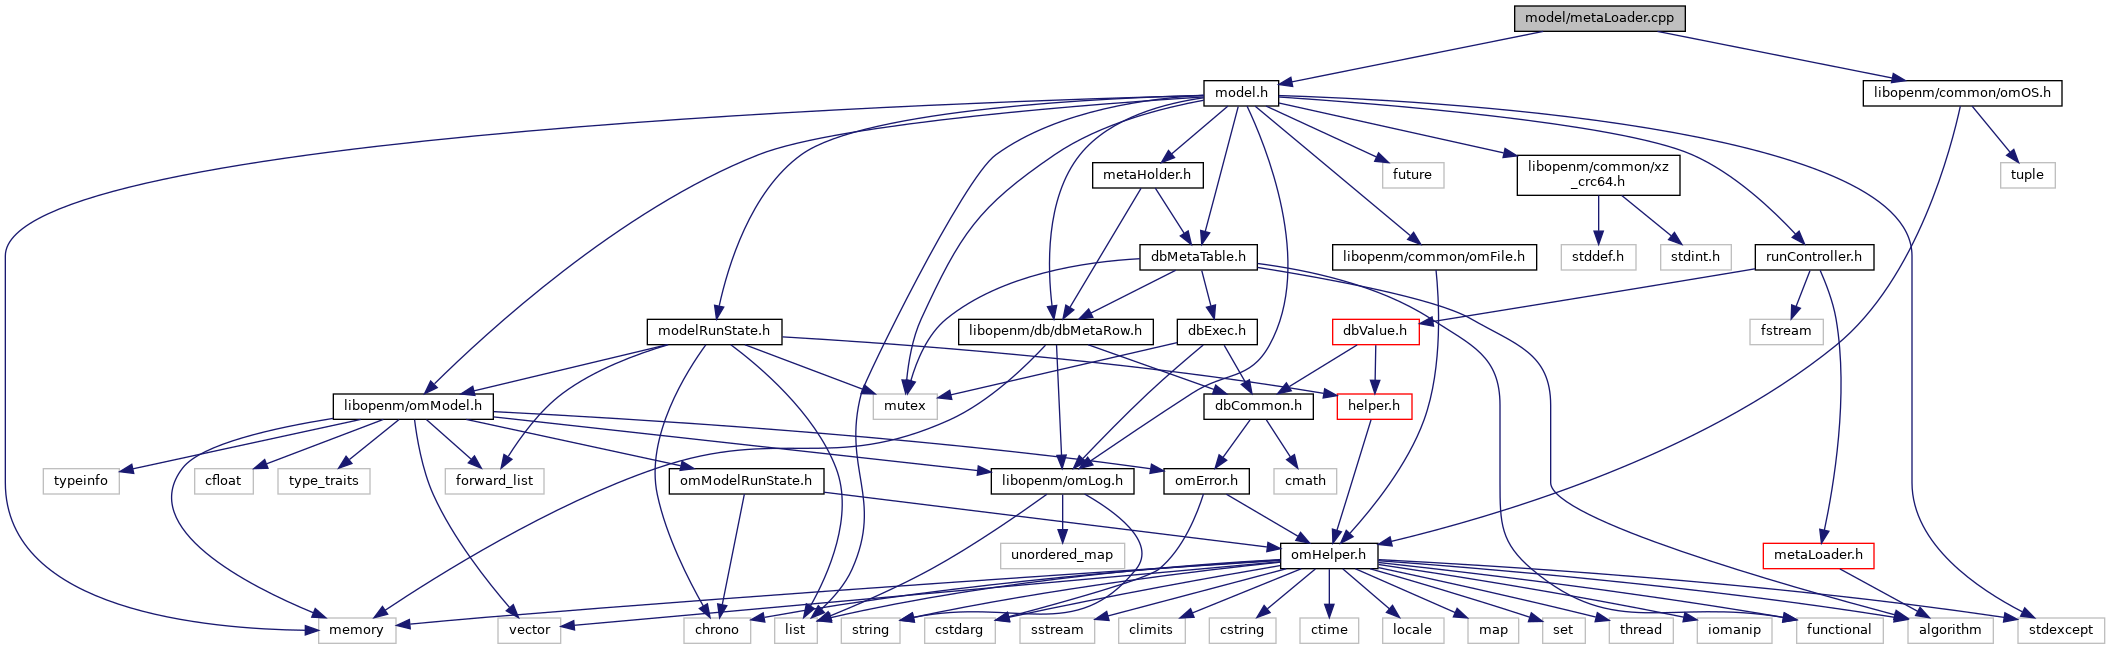 model/metaLoader.cpp
model.h
libopenm/common/omOS.h
metaHolder.h
future
libopenm/common/xz
_crc64.h
tuple
dbMetaTable.h
libopenm/common/omFile.h
stddef.h
stdint.h
runController.h
modelRunState.h
libopenm/db/dbMetaRow.h
dbExec.h
dbValue.h
fstream
libopenm/omModel.h
mutex
dbCommon.h
helper.h
typeinfo
cfloat
type_traits
forward_list
omModelRunState.h
libopenm/omLog.h
omError.h
cmath
unordered_map
omHelper.h
metaLoader.h
memory
vector
chrono
list
string
cstdarg
sstream
climits
cstring
ctime
locale
map
set
thread
iomanip
functional
algorithm
stdexcept